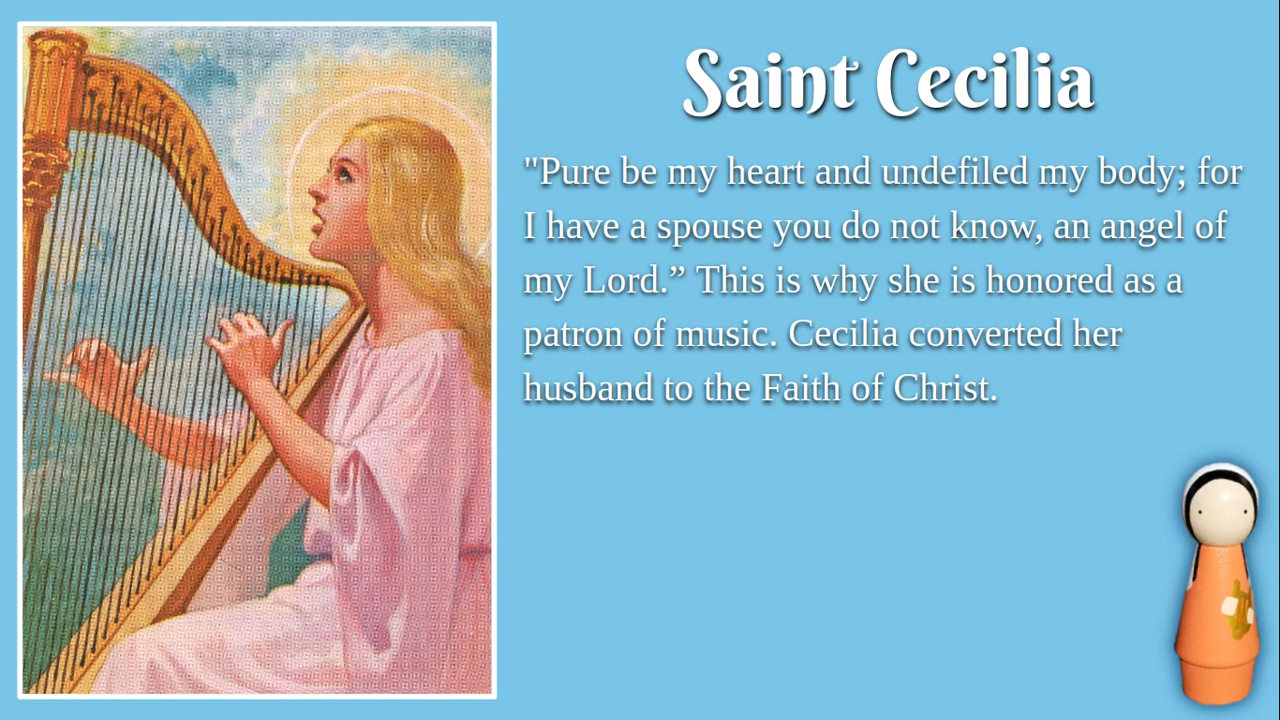 Saint Cecilia
"Pure be my heart and undefiled my body; for
I have a spouse you do not know, an angel of
my Lord.” This is why she is honored as a
patron of music. Cecilia converted her
husband to the Faith of Christ.